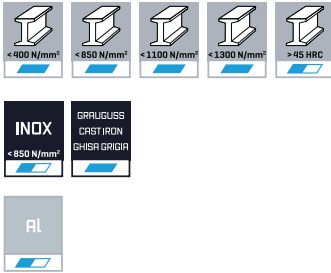 <400 N/mm²
<850 N/mm²
<1100 N/mm²
<1300 N/mm²
>45 HRC
INOX
<850 N/mm²
GRAUGUSS
CAST IRON
GHISA GRIGIA
Al